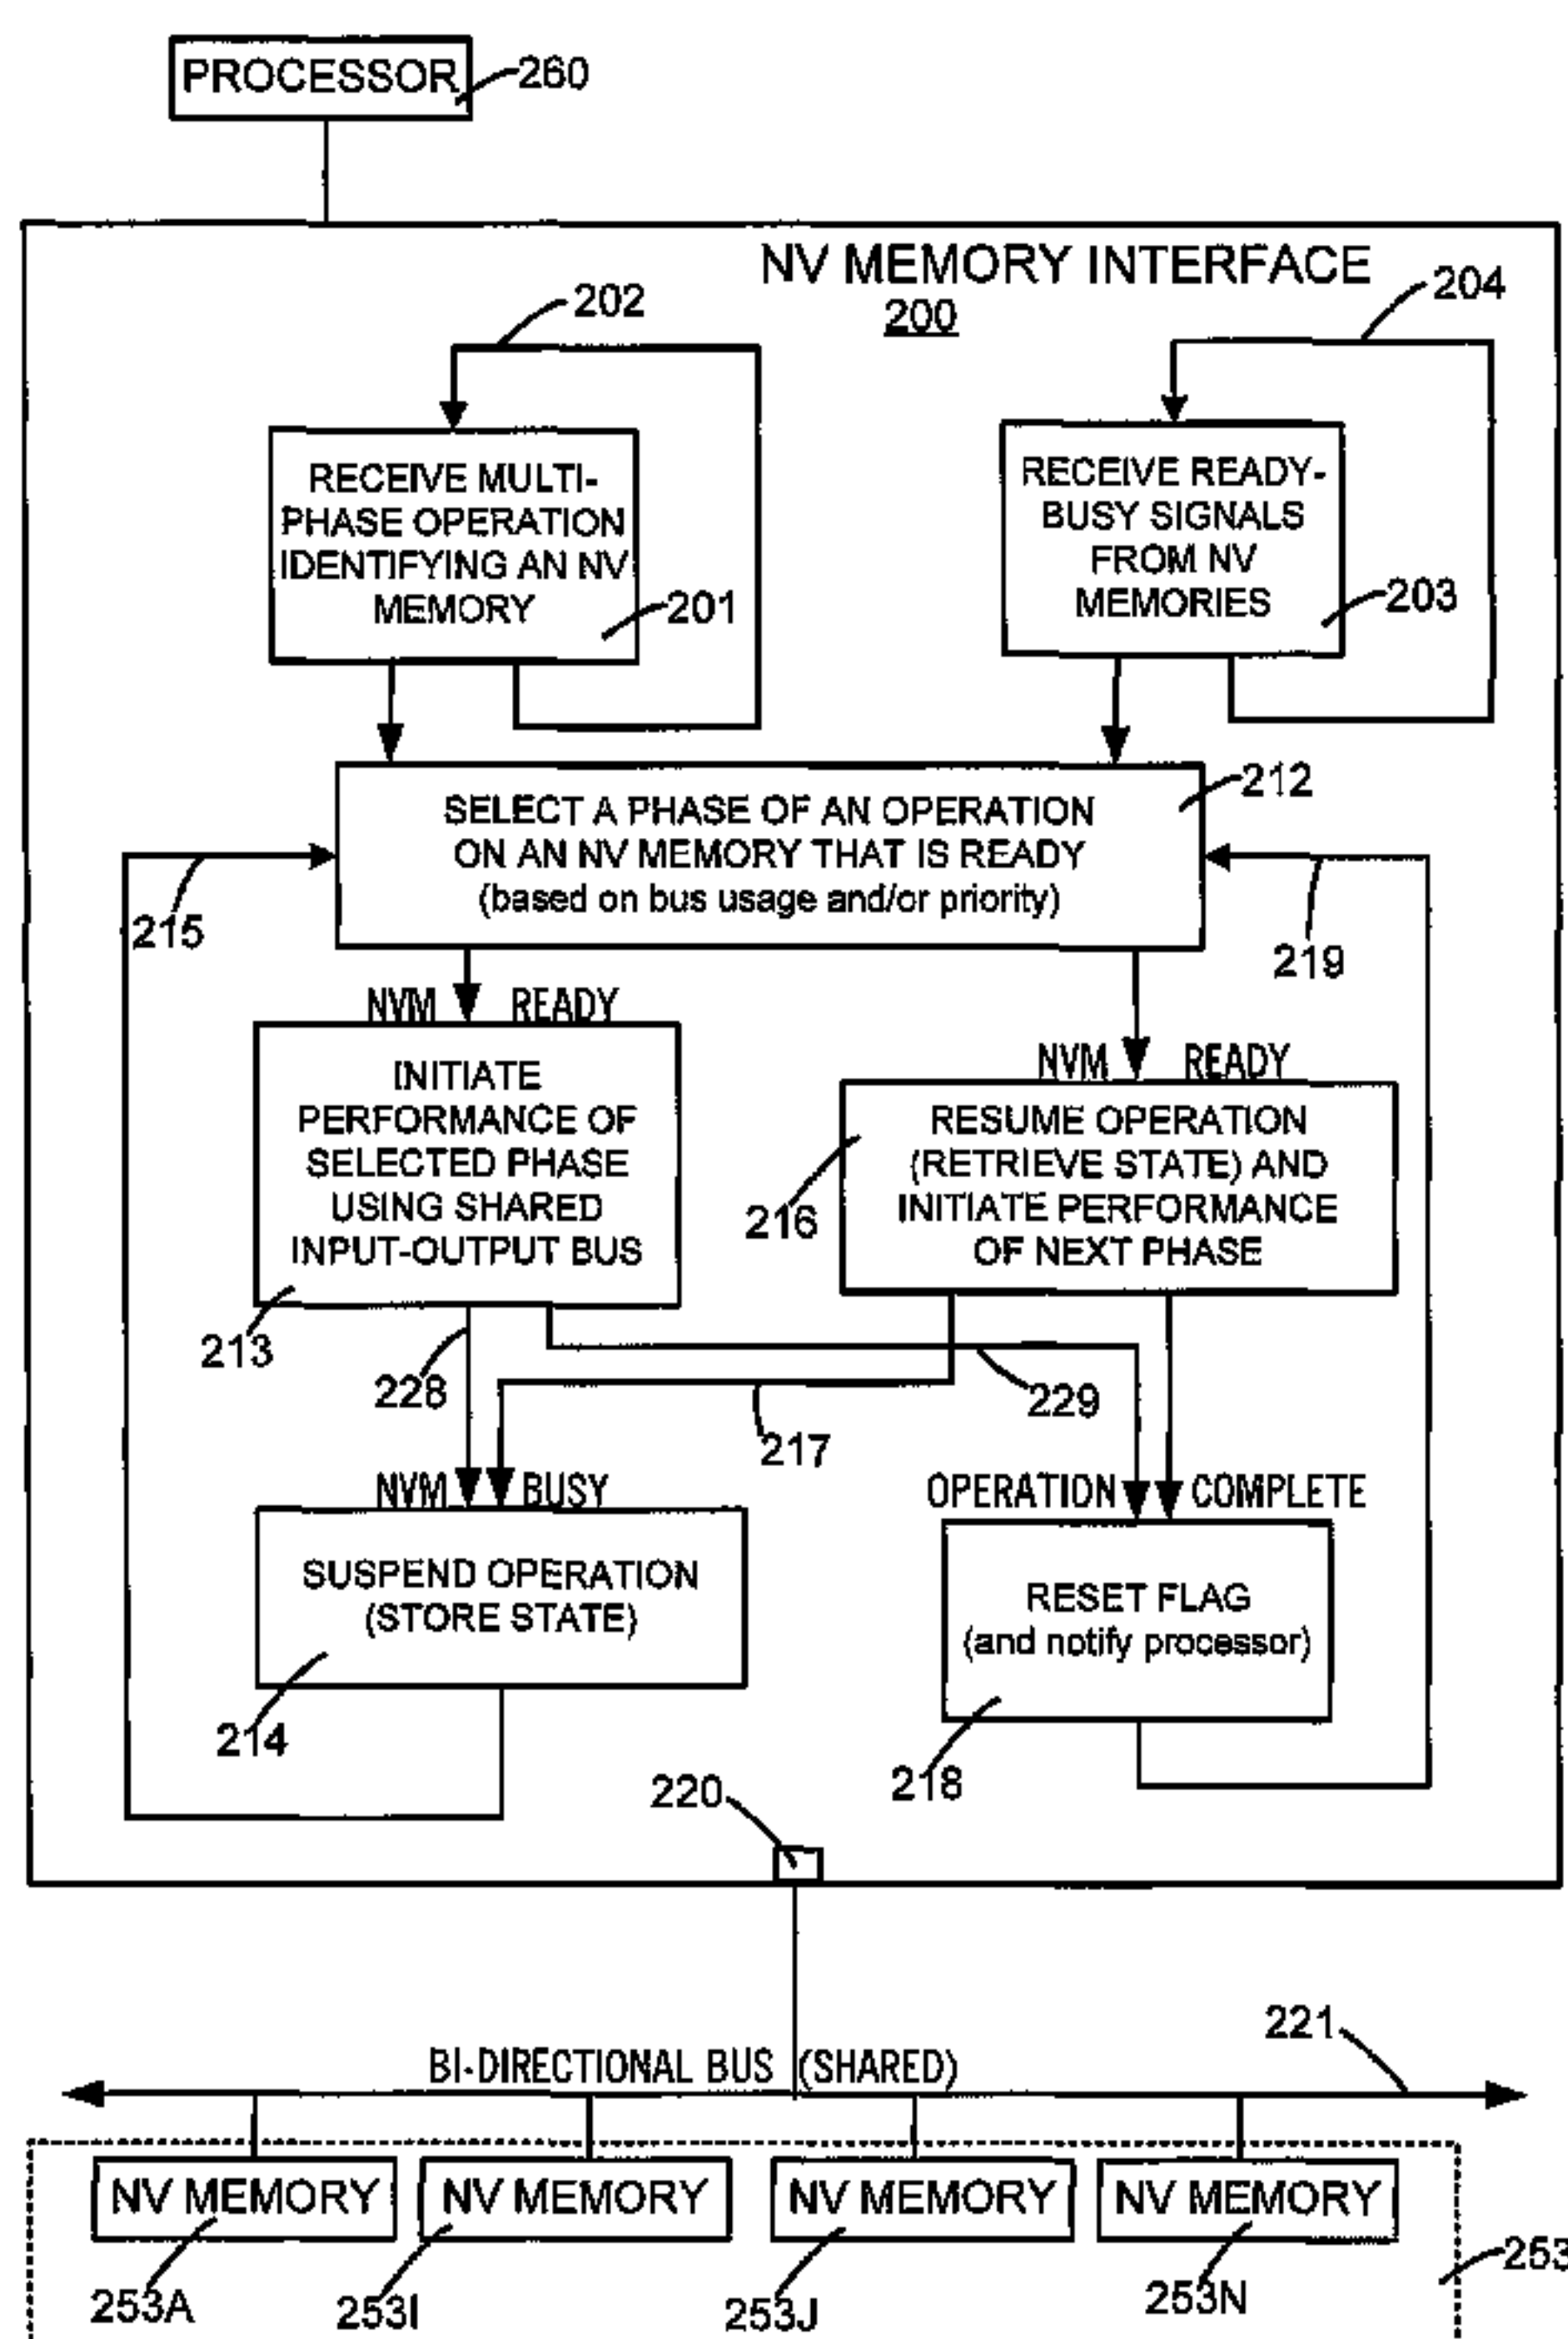 PROCESSOR
260
NV MEMORY INTERFACE
200
202
204
RECEIVE MULTI-
PHASE OPERATION
IDENTIFYING AN NV
MEMORY
201
RECEIVE READY-
BUSY SIGNALS
FROM NV
MEMORIES
203
212
SELECT A PHASE OF AN OPERATION
ON AN NV MEMORY THAT IS READY
(based on bus usage and/or priority)
215
219
NVM READY
INITIATE
PERFORMANCE OF
SELECTED PHASE
USING SHARED
INPUT-OUTPUT BUS
213
NVM READY
RESUME OPERATION
(RETRIEVE STATE) AND
INITIATE PERFORMANCE
OF NEXT PHASE
216
228
229
217
NVM BUSY
SUSPEND OPERATION
(STORE STATE)
214
OPERATION COMPLETE
RESET FLAG
(and notify processor)
218
220
221
BI-DIRECTIONAL BUS (SHARED)
NV MEMORY
NV MEMORY
NV MEMORY
NV MEMORY
253
253A
253I
253J
253N